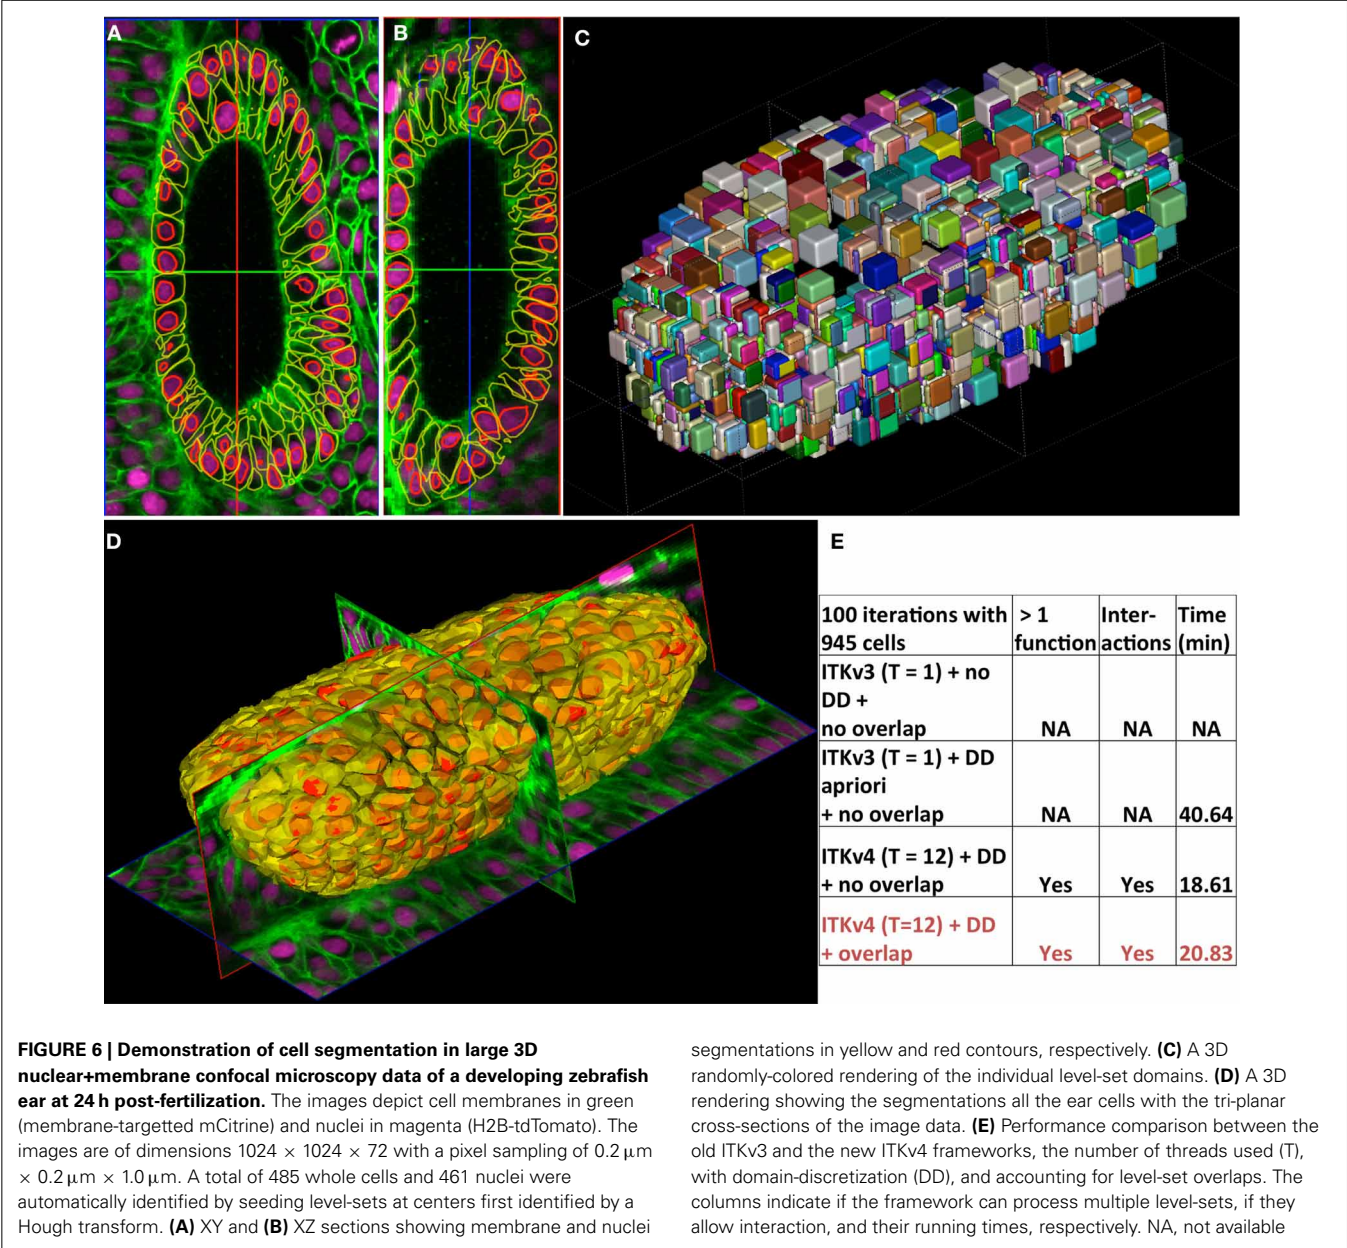 A
B
C
D
E
100 iterations with
945 cells
> 1
function
Inter-
actions
Time
(min)
ITKv3 (T = 1) + no
DD +
no overlap
NA
NA
NA
ITKv3 (T = 1) + DD
apriori
+ no overlap
NA
NA
40.64
ITKv4 (T = 12) + DD
+ no overlap
Yes
Yes
18.61
ITKv4 (T=12) + DD
+ overlap
Yes
Yes
20.83
FIGURE 6 | Demonstration of cell segmentation in large 3D
nuclear+membrane confocal microscopy data of a developing zebrafish
ear at 24 h post-fertilization. The images depict cell membranes in green
(membrane-targetted mCitrine) and nuclei in magenta (H2B-tdTomato). The
images are of dimensions 1024 × 1024 × 72 with a pixel sampling of 0.2 μm
× 0.2 μm × 1.0 μm. A total of 485 whole cells and 461 nuclei were
automatically identified by seeding level-sets at centers first identified by a
Hough transform. (A) XY and (B) XZ sections showing membrane and nuclei
segmentations in yellow and red contours, respectively. (C) A 3D
randomly-colored rendering of the individual level-set domains. (D) A 3D
rendering showing the segmentations all the ear cells with the tri-planar
cross-sections of the image data. (E) Performance comparison between the
old ITKv3 and the new ITKv4 frameworks, the number of threads used (T),
with domain-discretization (DD), and accounting for level-set overlaps. The
columns indicate if the framework can process multiple level-sets, if they
allow interaction, and their running times, respectively. NA, not available